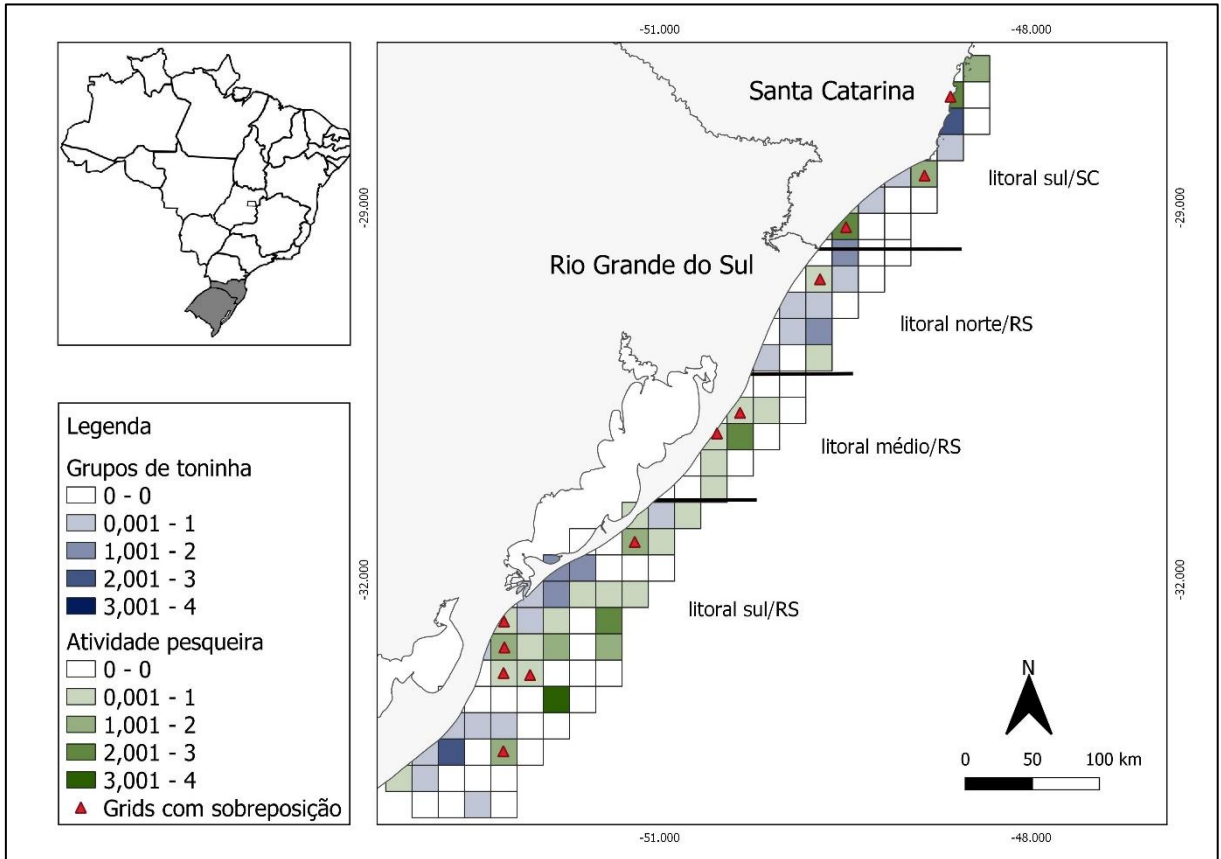 -51.000
-48.000
Santa Catarina
-29.000
-29.000
litoral sul/SC
Rio Grande do Sul
litoral norte/RS
litoral médio/RS
Legenda
Grupos de toninha
0 - 0
0,001 - 1
1,001 - 2
2,001 - 3
3,001 - 4
Atividade pesqueira
0 - 0
0,001 - 1
1,001 - 2
2,001 - 3
3,001 - 4
Grids com sobreposição
-32.000
-32.000
litoral sul/RS
N
0 50 100 km
-51.000
-48.000